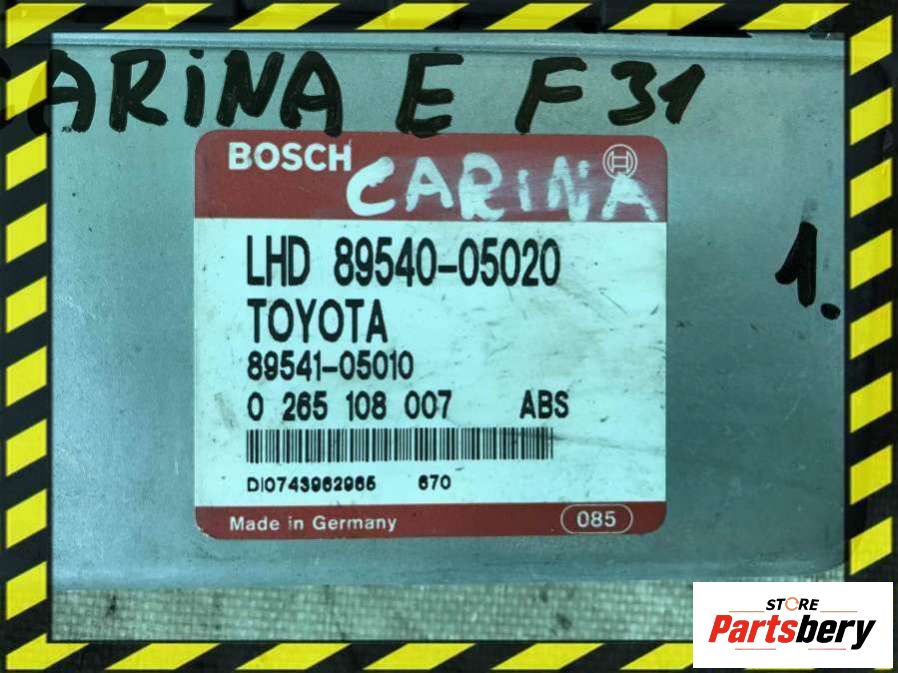 CARINA E F31
BOSCH
CARINA
1.
LHD 89540-05020
TOYOTA
89541-05010
0 265 108 007 ABS
DI0743962965 670
Made in Germany 085
STORE
Partsbery